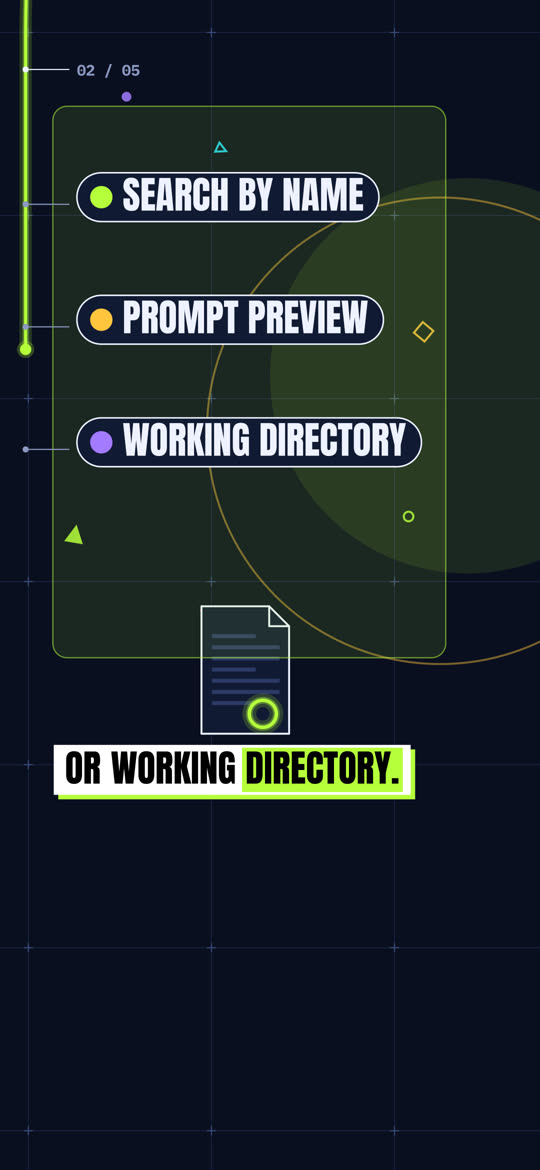 02 / 05
SEARCH BY NAME
PROMPT PREVIEW
WORKING DIRECTORY
OR WORKING DIRECTORY.